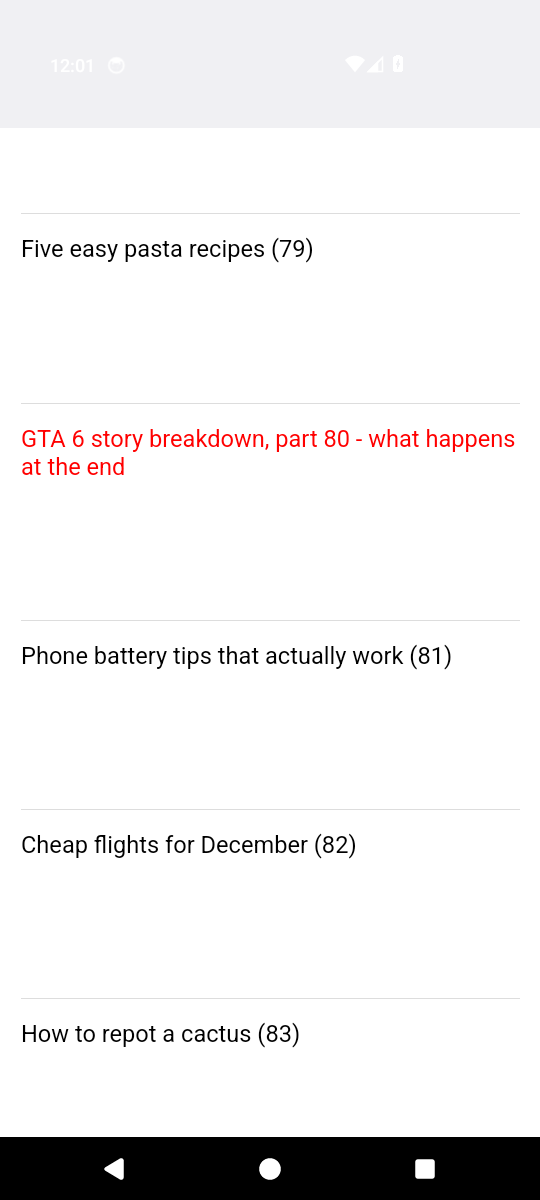 12:01
Five easy pasta recipes (79)
GTA 6 story breakdown, part 80 - what happens
at the end
Phone battery tips that actually work (81)
Cheap flights for December (82)
How to repot a cactus (83)